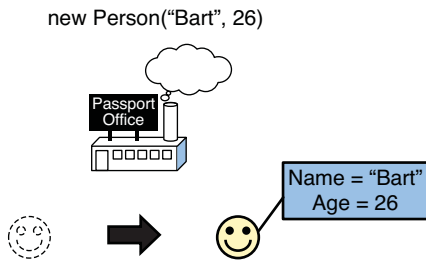 new Person(“Bart”, 26)
Passport
Office
Name = “Bart”
Age = 26